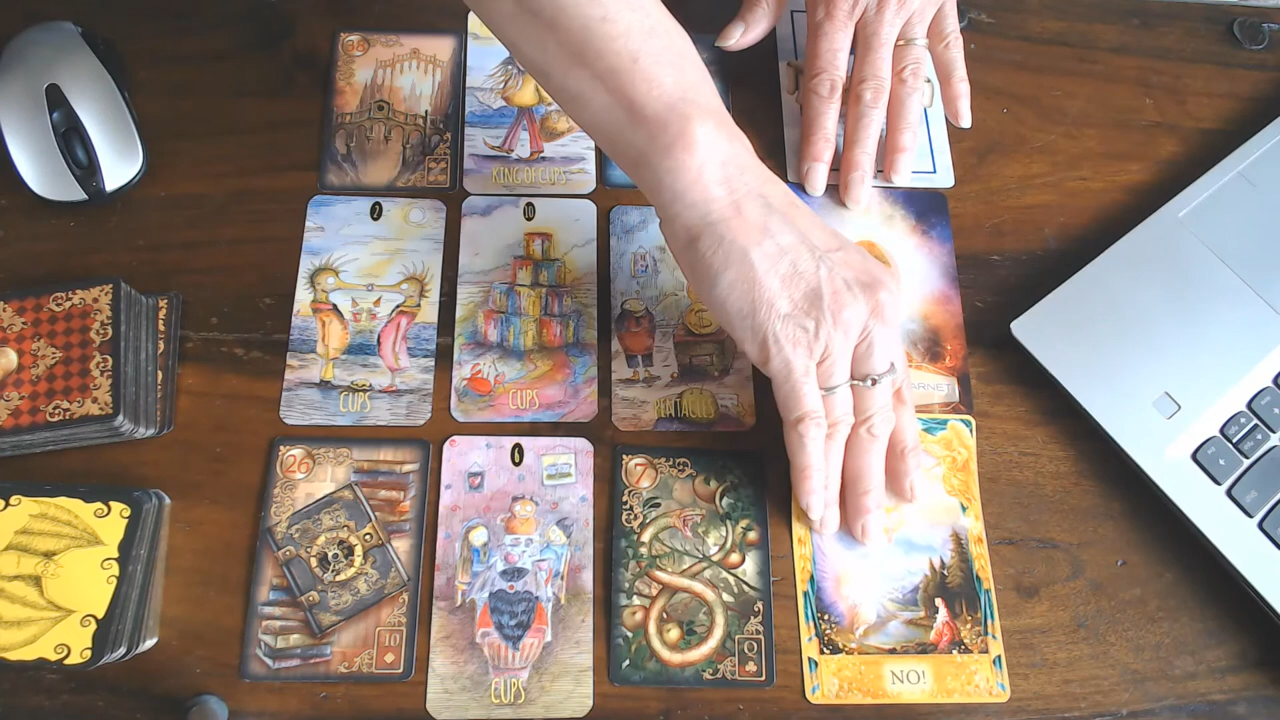 38
KING OF CUPS
2
CUPS
10
CUPS
PENTACLES
ARNET
26
10
6
CUPS
7
Q
NO!